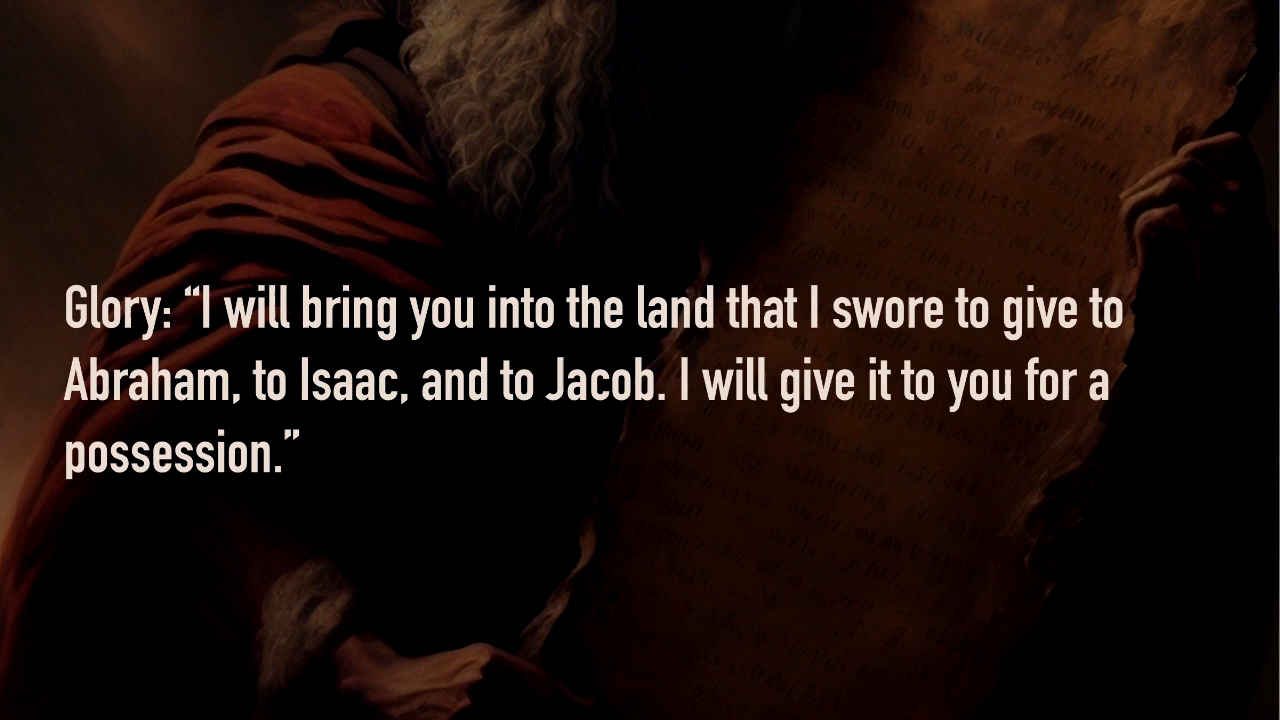 Glory: “I will bring you into the land that I swore to give to
Abraham, to Isaac, and to Jacob. I will give it to you for a
possession.”